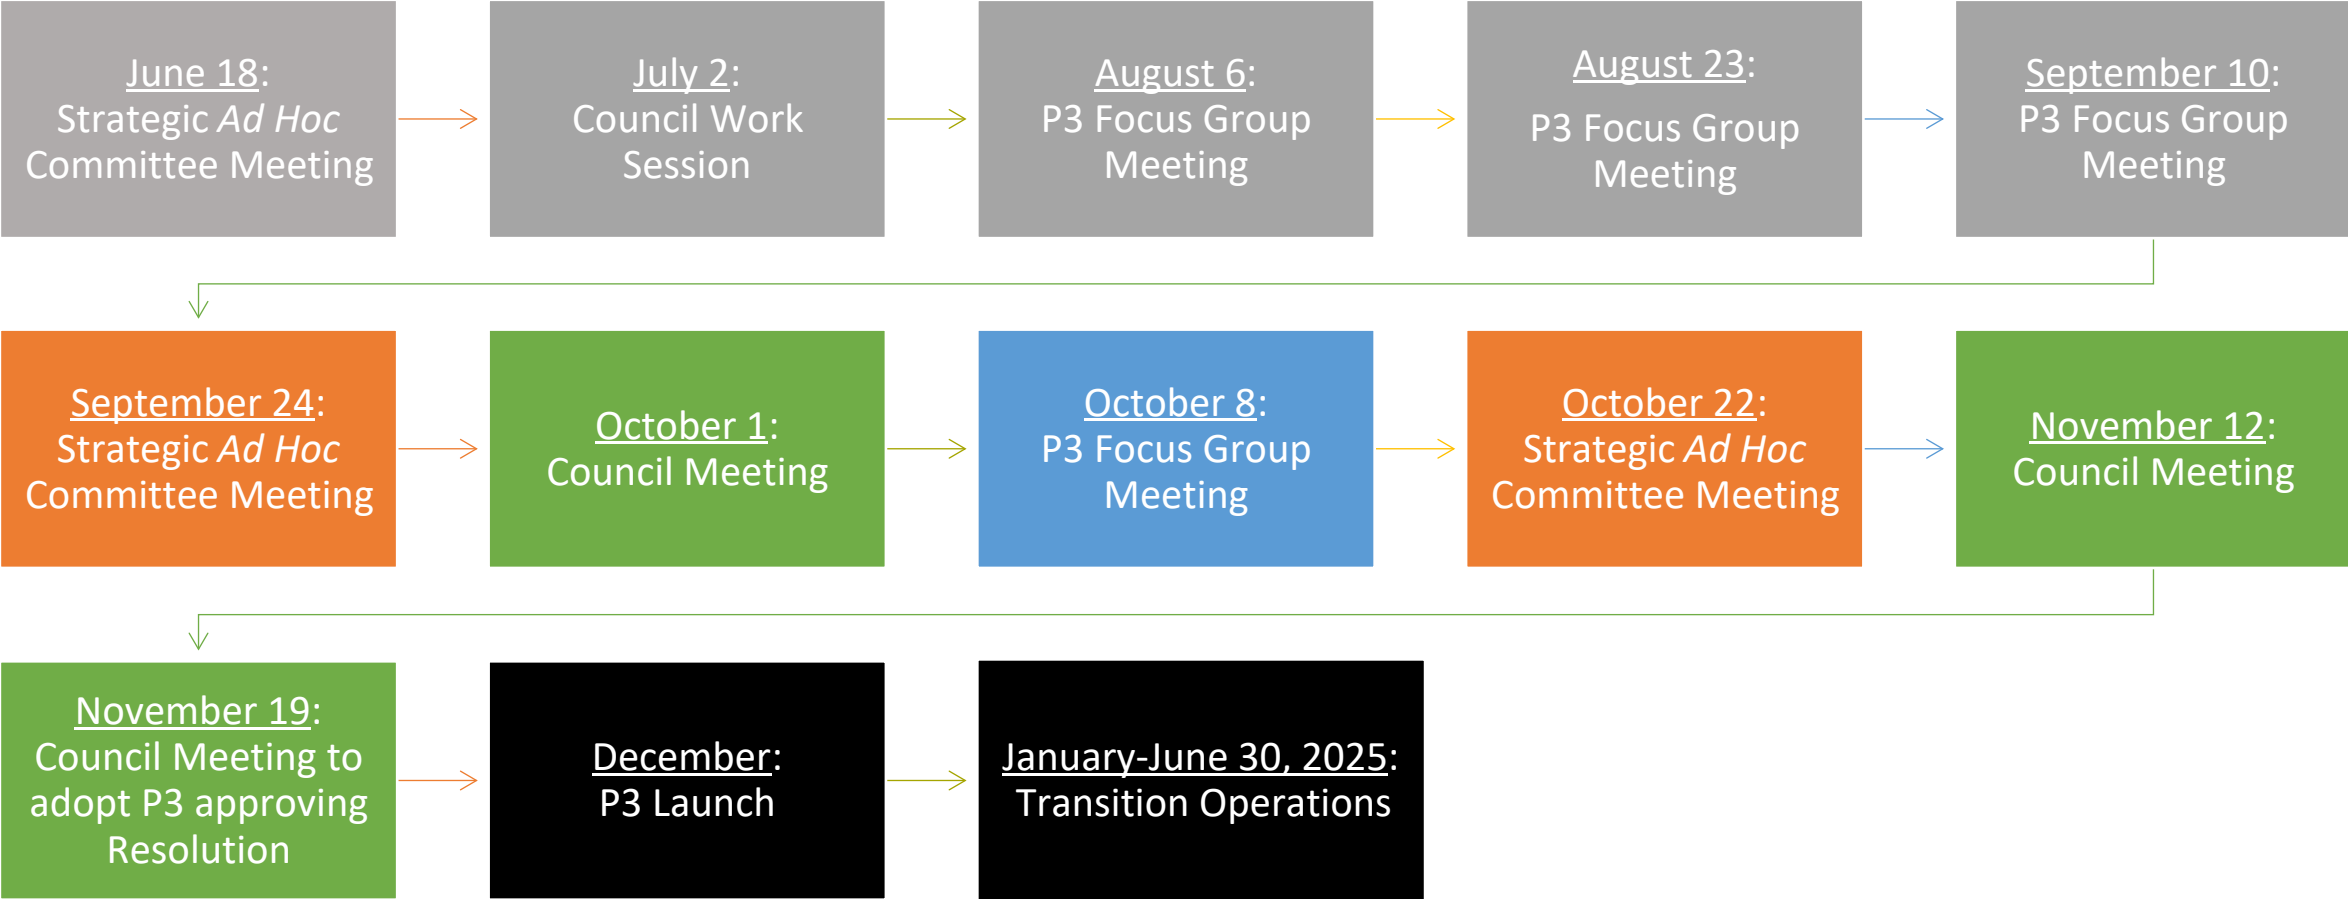 June 18:
Strategic Ad Hoc
Committee Meeting
July 2:
Council Work
Session
August 6:
P3 Focus Group
Meeting
August 23:
P3 Focus Group
Meeting
September 10:
P3 Focus Group
Meeting
September 24:
Strategic Ad Hoc
Committee Meeting
October 1:
Council Meeting
October 8:
P3 Focus Group
Meeting
October 22:
Strategic Ad Hoc
Committee Meeting
November 12:
Council Meeting
November 19:
Council Meeting to
adopt P3 approving
Resolution
December:
P3 Launch
January-June 30, 2025:
Transition Operations